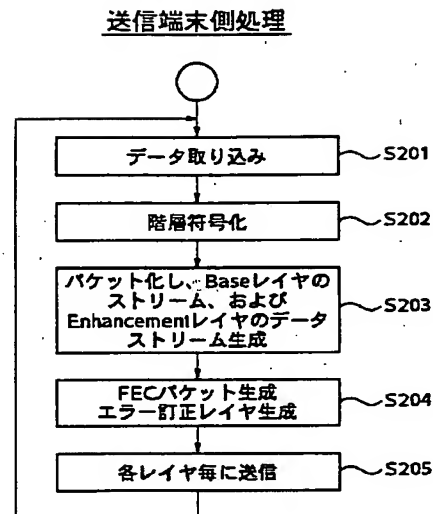 送信端末側処理
データ取り込み
S201
階層符号化
S202
パケット化し、Baseレイヤの
ストリーム、および
Enhancementレイヤのデータ
ストリーム生成
S203
FECパケット生成
エラー訂正レイヤ生成
S204
各レイヤ毎に送信
S205